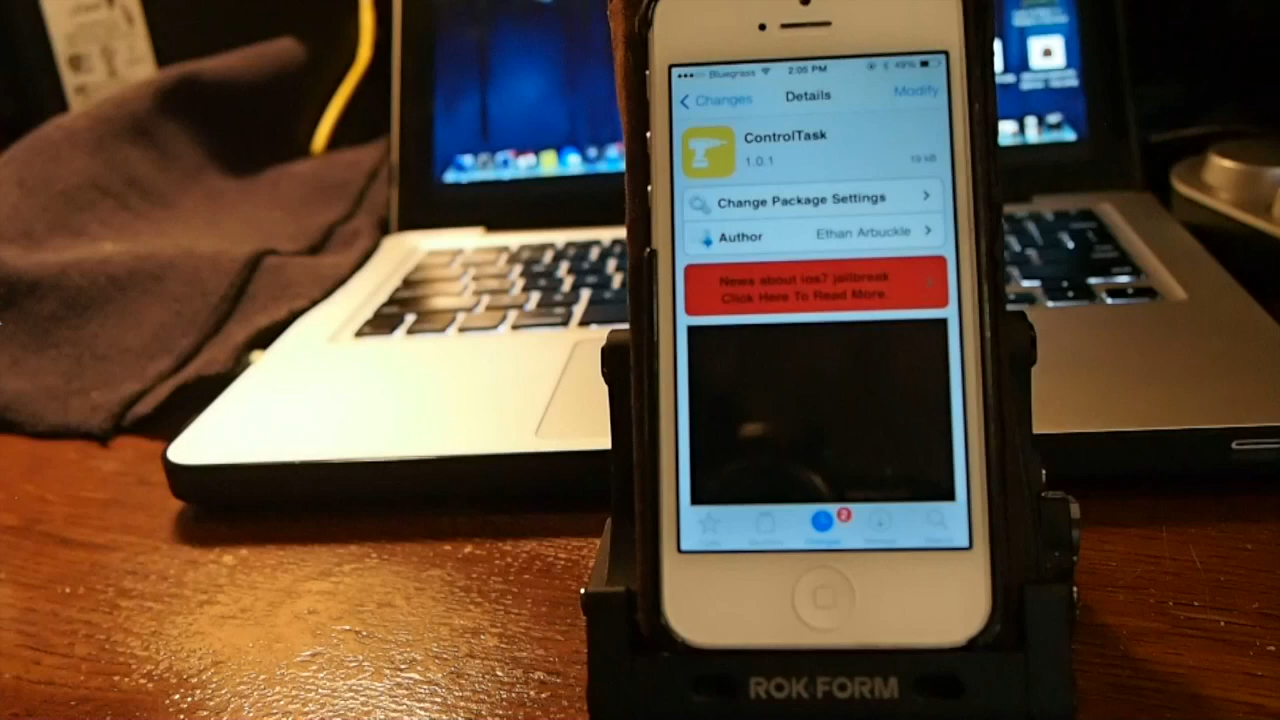 Bluegrass 2:05 PM 49%
Changes Details Modify
ControlTask
1.0.1 19 kB
Change Package Settings
Author Ethan Arbuckle
News about ios7 jailbreak
Click Here To Read More.
2
Changes
ROKFORM